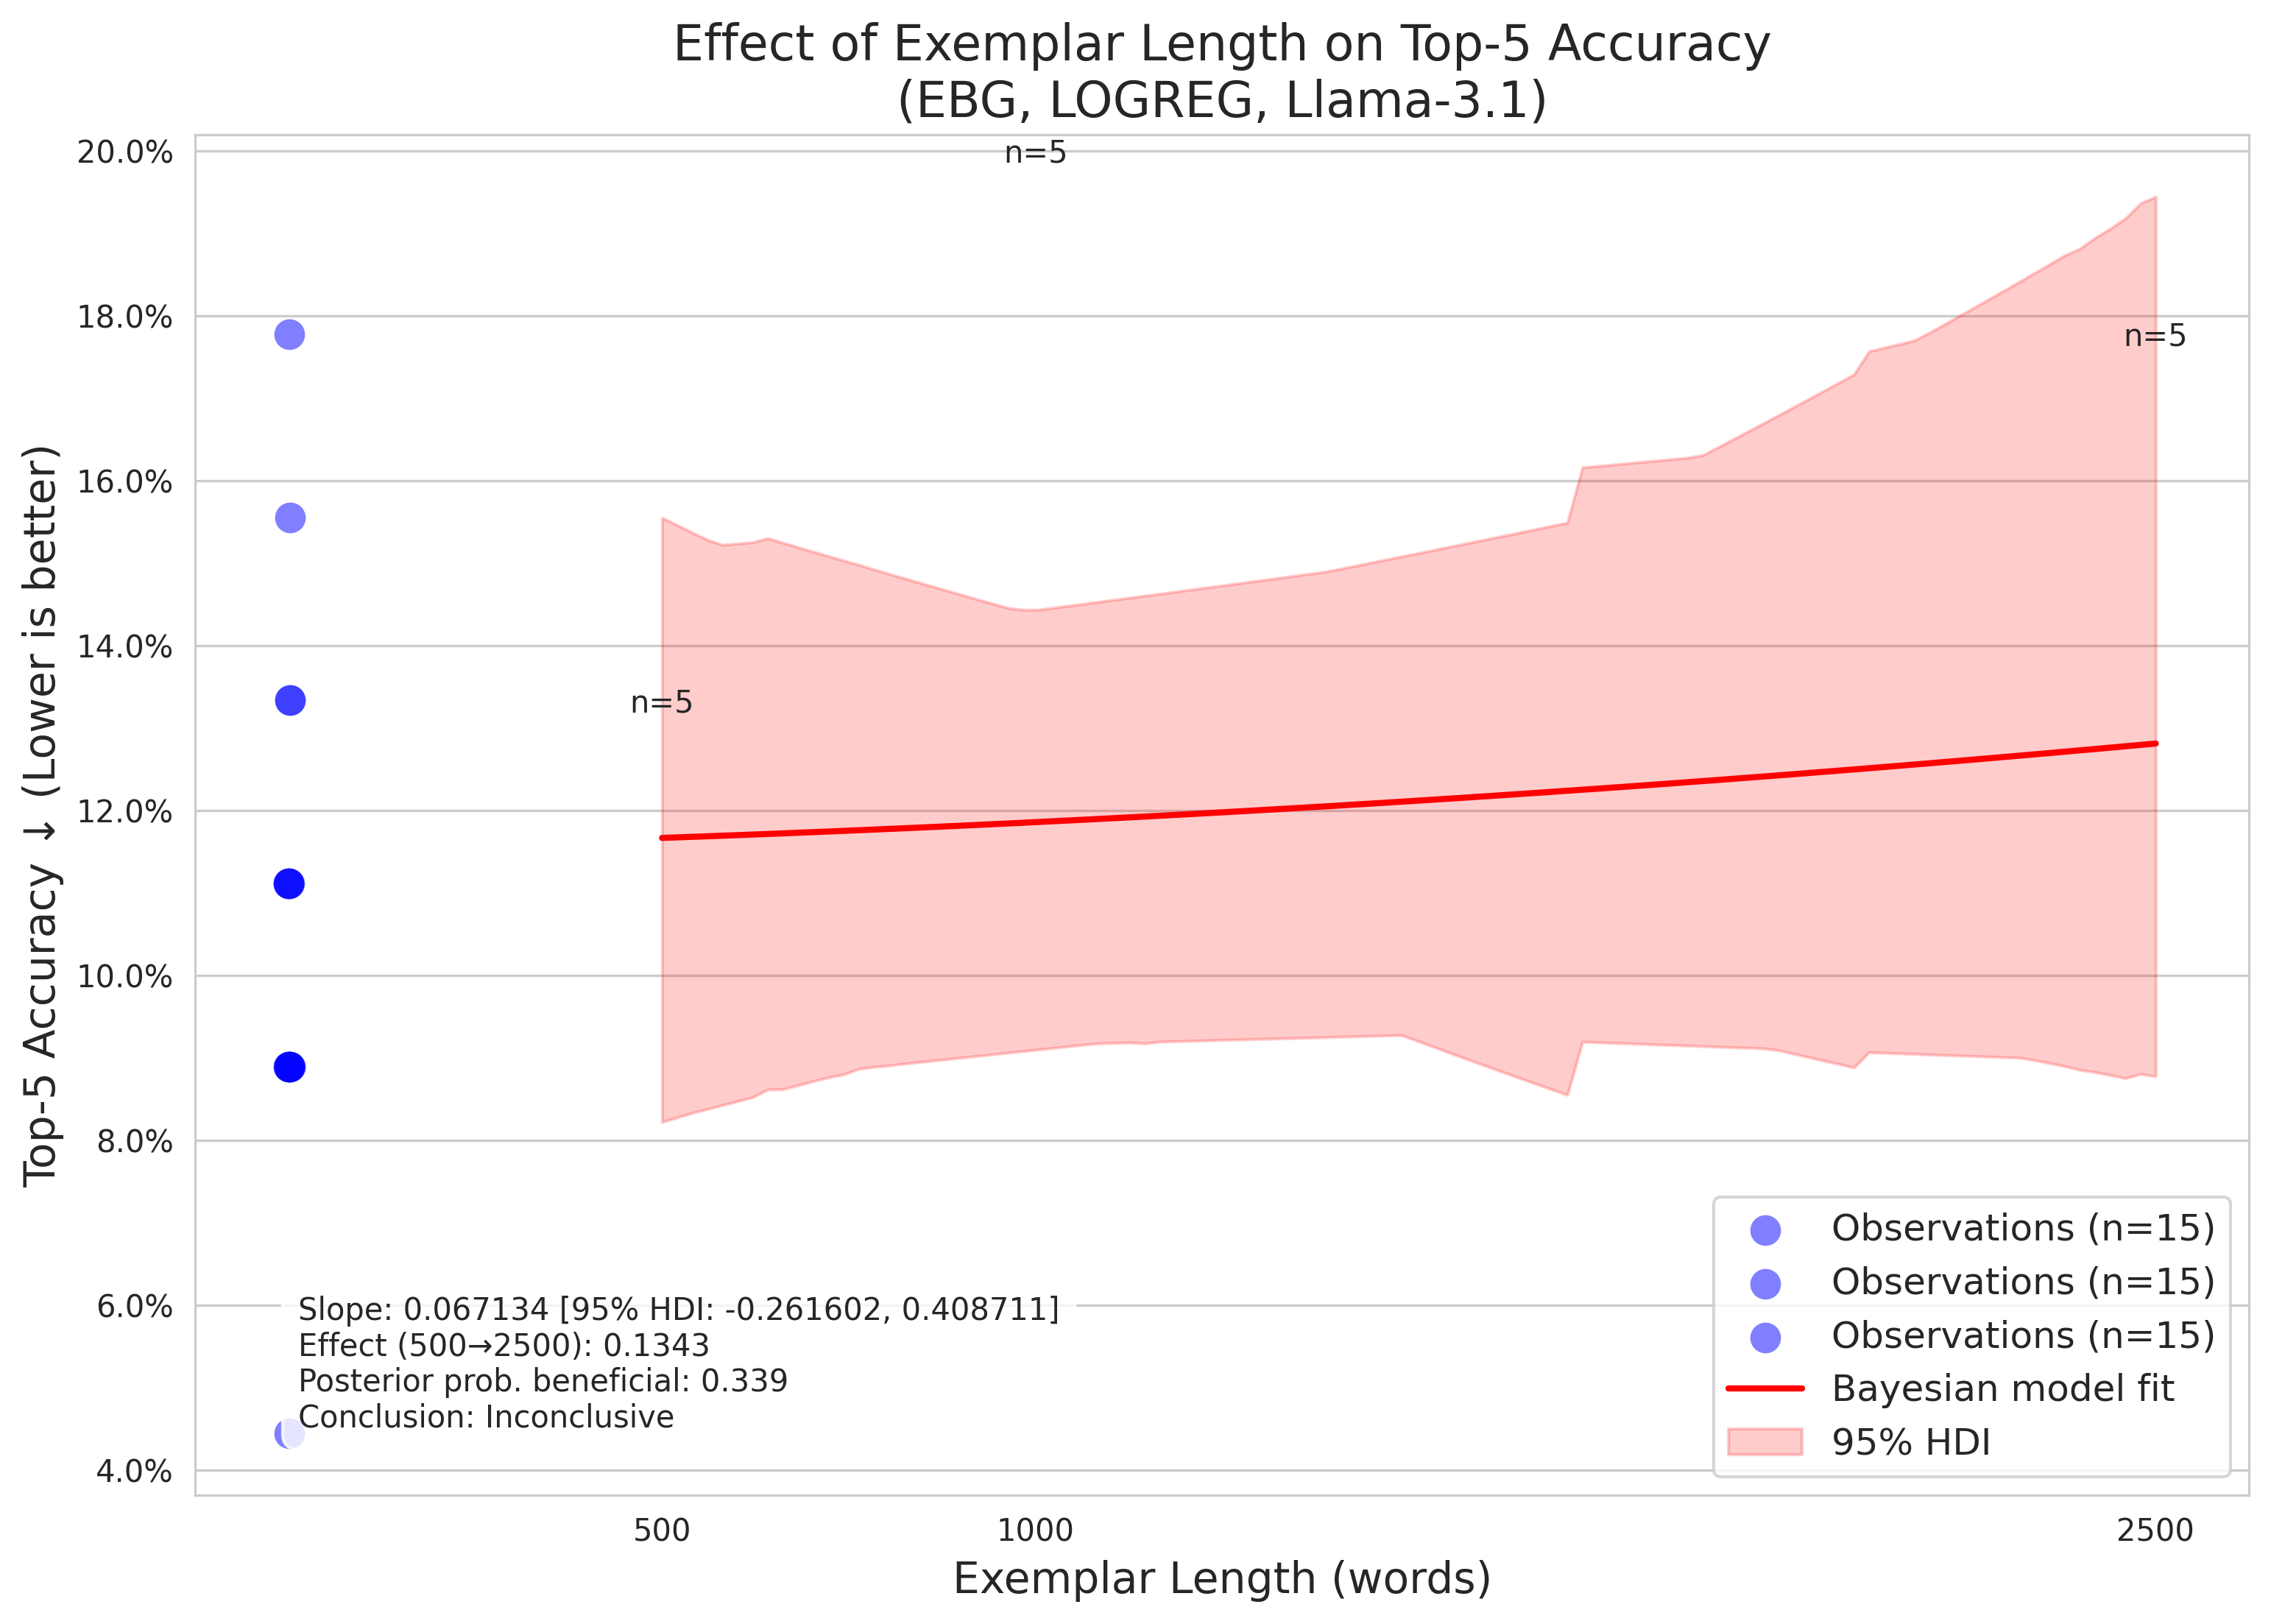 Effect of Exemplar Length on Top-5 Accuracy
(EBG, LOGREG, Llama-3.1)
Top-5 Accuracy ↓ (Lower is better)
20.0%
18.0%
16.0%
14.0%
12.0%
10.0%
8.0%
6.0%
4.0%
n=5
n=5
n=5
Slope: 0.067134 [95% HDI: -0.261602, 0.408711]
Effect (500→2500): 0.1343
Posterior prob. beneficial: 0.339
Conclusion: Inconclusive
Observations (n=15)
Observations (n=15)
Observations (n=15)
Bayesian model fit
95% HDI
500
1000
2500
Exemplar Length (words)